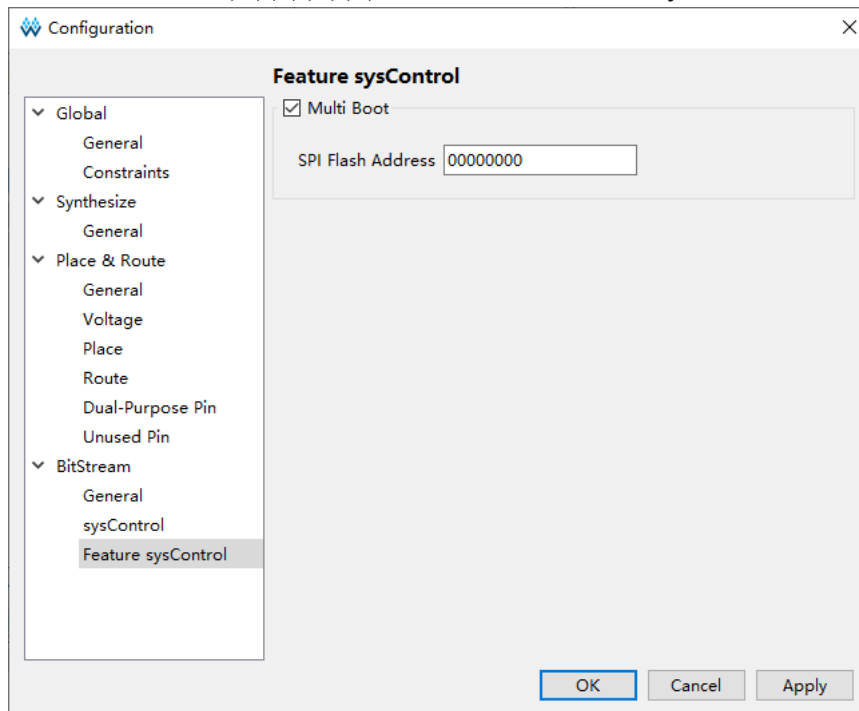 Configuration
Feature sysControl
Global
General
Constraints
Synthesize
General
Place & Route
General
Voltage
Place
Route
Dual-Purpose Pin
Unused Pin
BitStream
General
sysControl
Feature sysControl
Multi Boot
SPI Flash Address 00000000
OK Cancel Apply